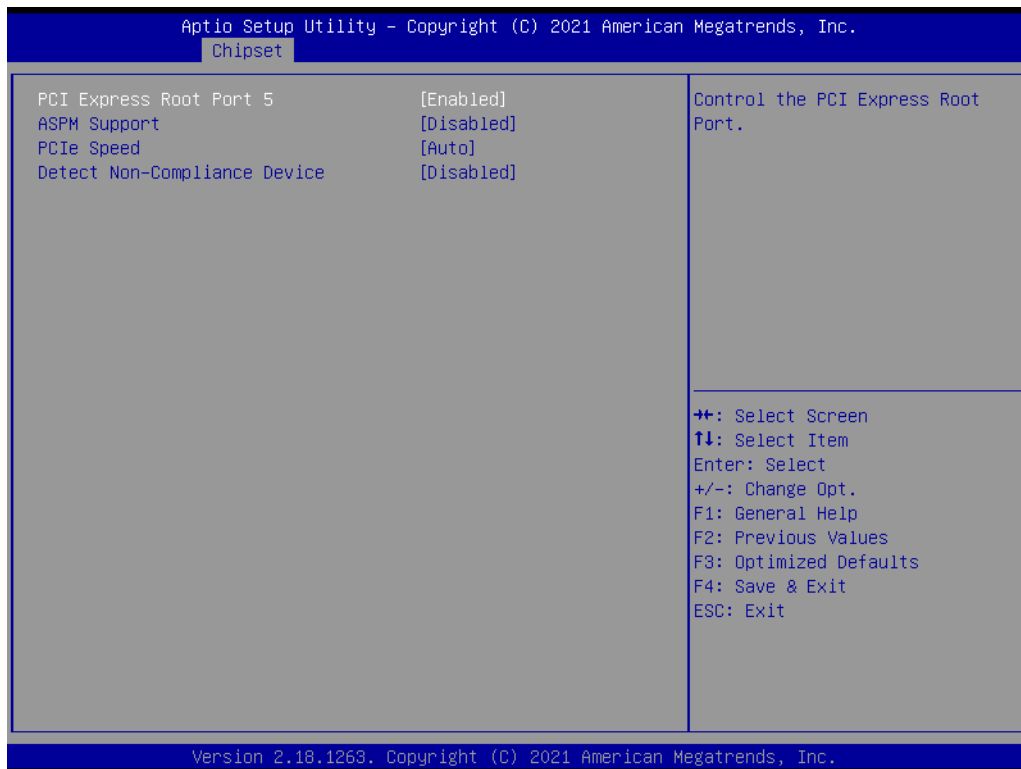 Aptio Setup Utility – Copyright (C) 2021 American Megatrends, Inc.
Chipset
PCI Express Root Port 5 [Enabled]
ASPM Support [Disabled]
PCIe Speed [Auto]
Detect Non-Compliance Device [Disabled]
Control the PCI Express Root
Port.
→←: Select Screen
↑↓: Select Item
Enter: Select
+/-: Change Opt.
F1: General Help
F2: Previous Values
F3: Optimized Defaults
F4: Save & Exit
ESC: Exit
Version 2.18.1263. Copyright (C) 2021 American Megatrends, Inc.